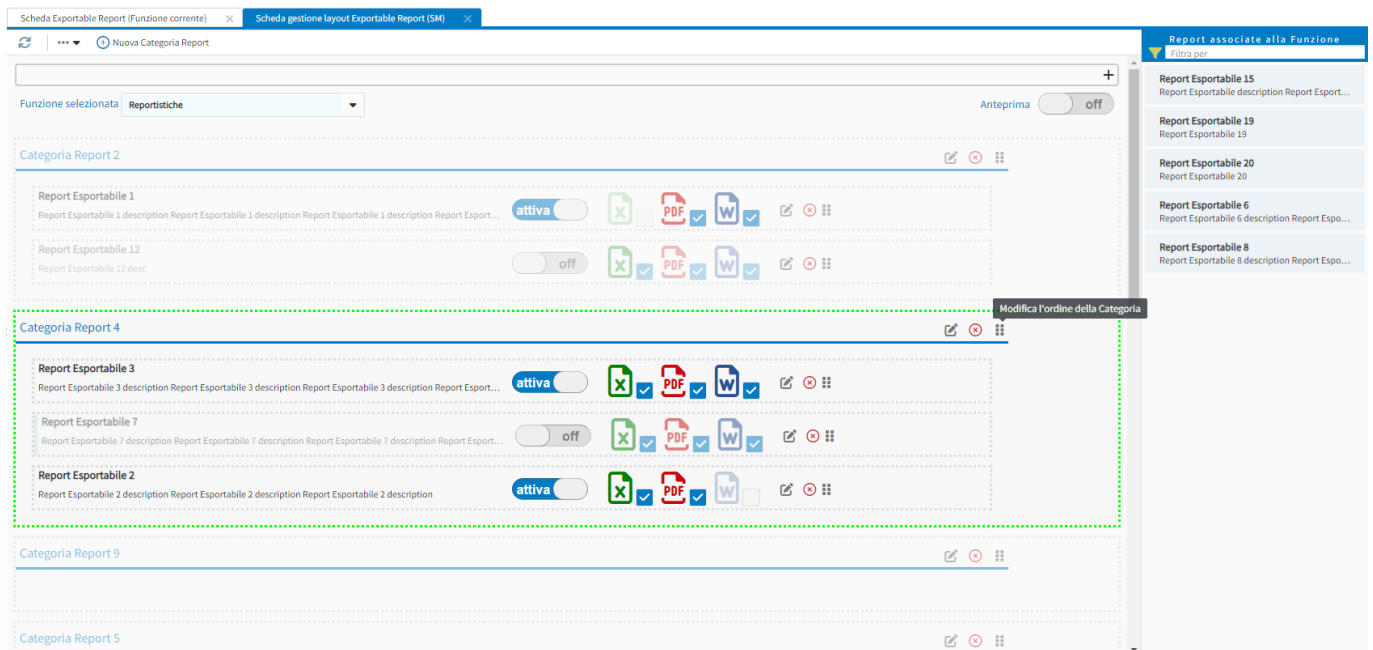 Scheda Exportable Report (Funzione corrente)
Scheda gestione layout Exportable Report (SM)
Nuova Categoria Report
Funzione selezionata Reportistiche
Anteprima off
Categoria Report 2
Report Esportabile 1
Report Esportabile 1 description Report Esportabile 1 description Report Esportabile 1 description Report Esport...
attiva
PDF
W
Report Esportabile 12
Report Esportabile 12 desc
off
PDF
W
Modifica l'ordine della Categoria
Categoria Report 4
Report Esportabile 3
Report Esportabile 3 description Report Esportabile 3 description Report Esportabile 3 description Report Esport...
attiva
X
PDF
W
Report Esportabile 7
Report Esportabile 7 description Report Esportabile 7 description Report Esportabile 7 description Report Esport...
off
X
PDF
W
Report Esportabile 2
Report Esportabile 2 description Report Esportabile 2 description Report Esportabile 2 description
attiva
X
PDF
W
Categoria Report 9
Categoria Report 5
Report associate alla Funzione
Filtra per
Report Esportabile 15
Report Esportabile description Report Esport...
Report Esportabile 19
Report Esportabile 19
Report Esportabile 20
Report Esportabile 20
Report Esportabile 6
Report Esportabile 6 description Report Espo...
Report Esportabile 8
Report Esportabile 8 description Report Espo...